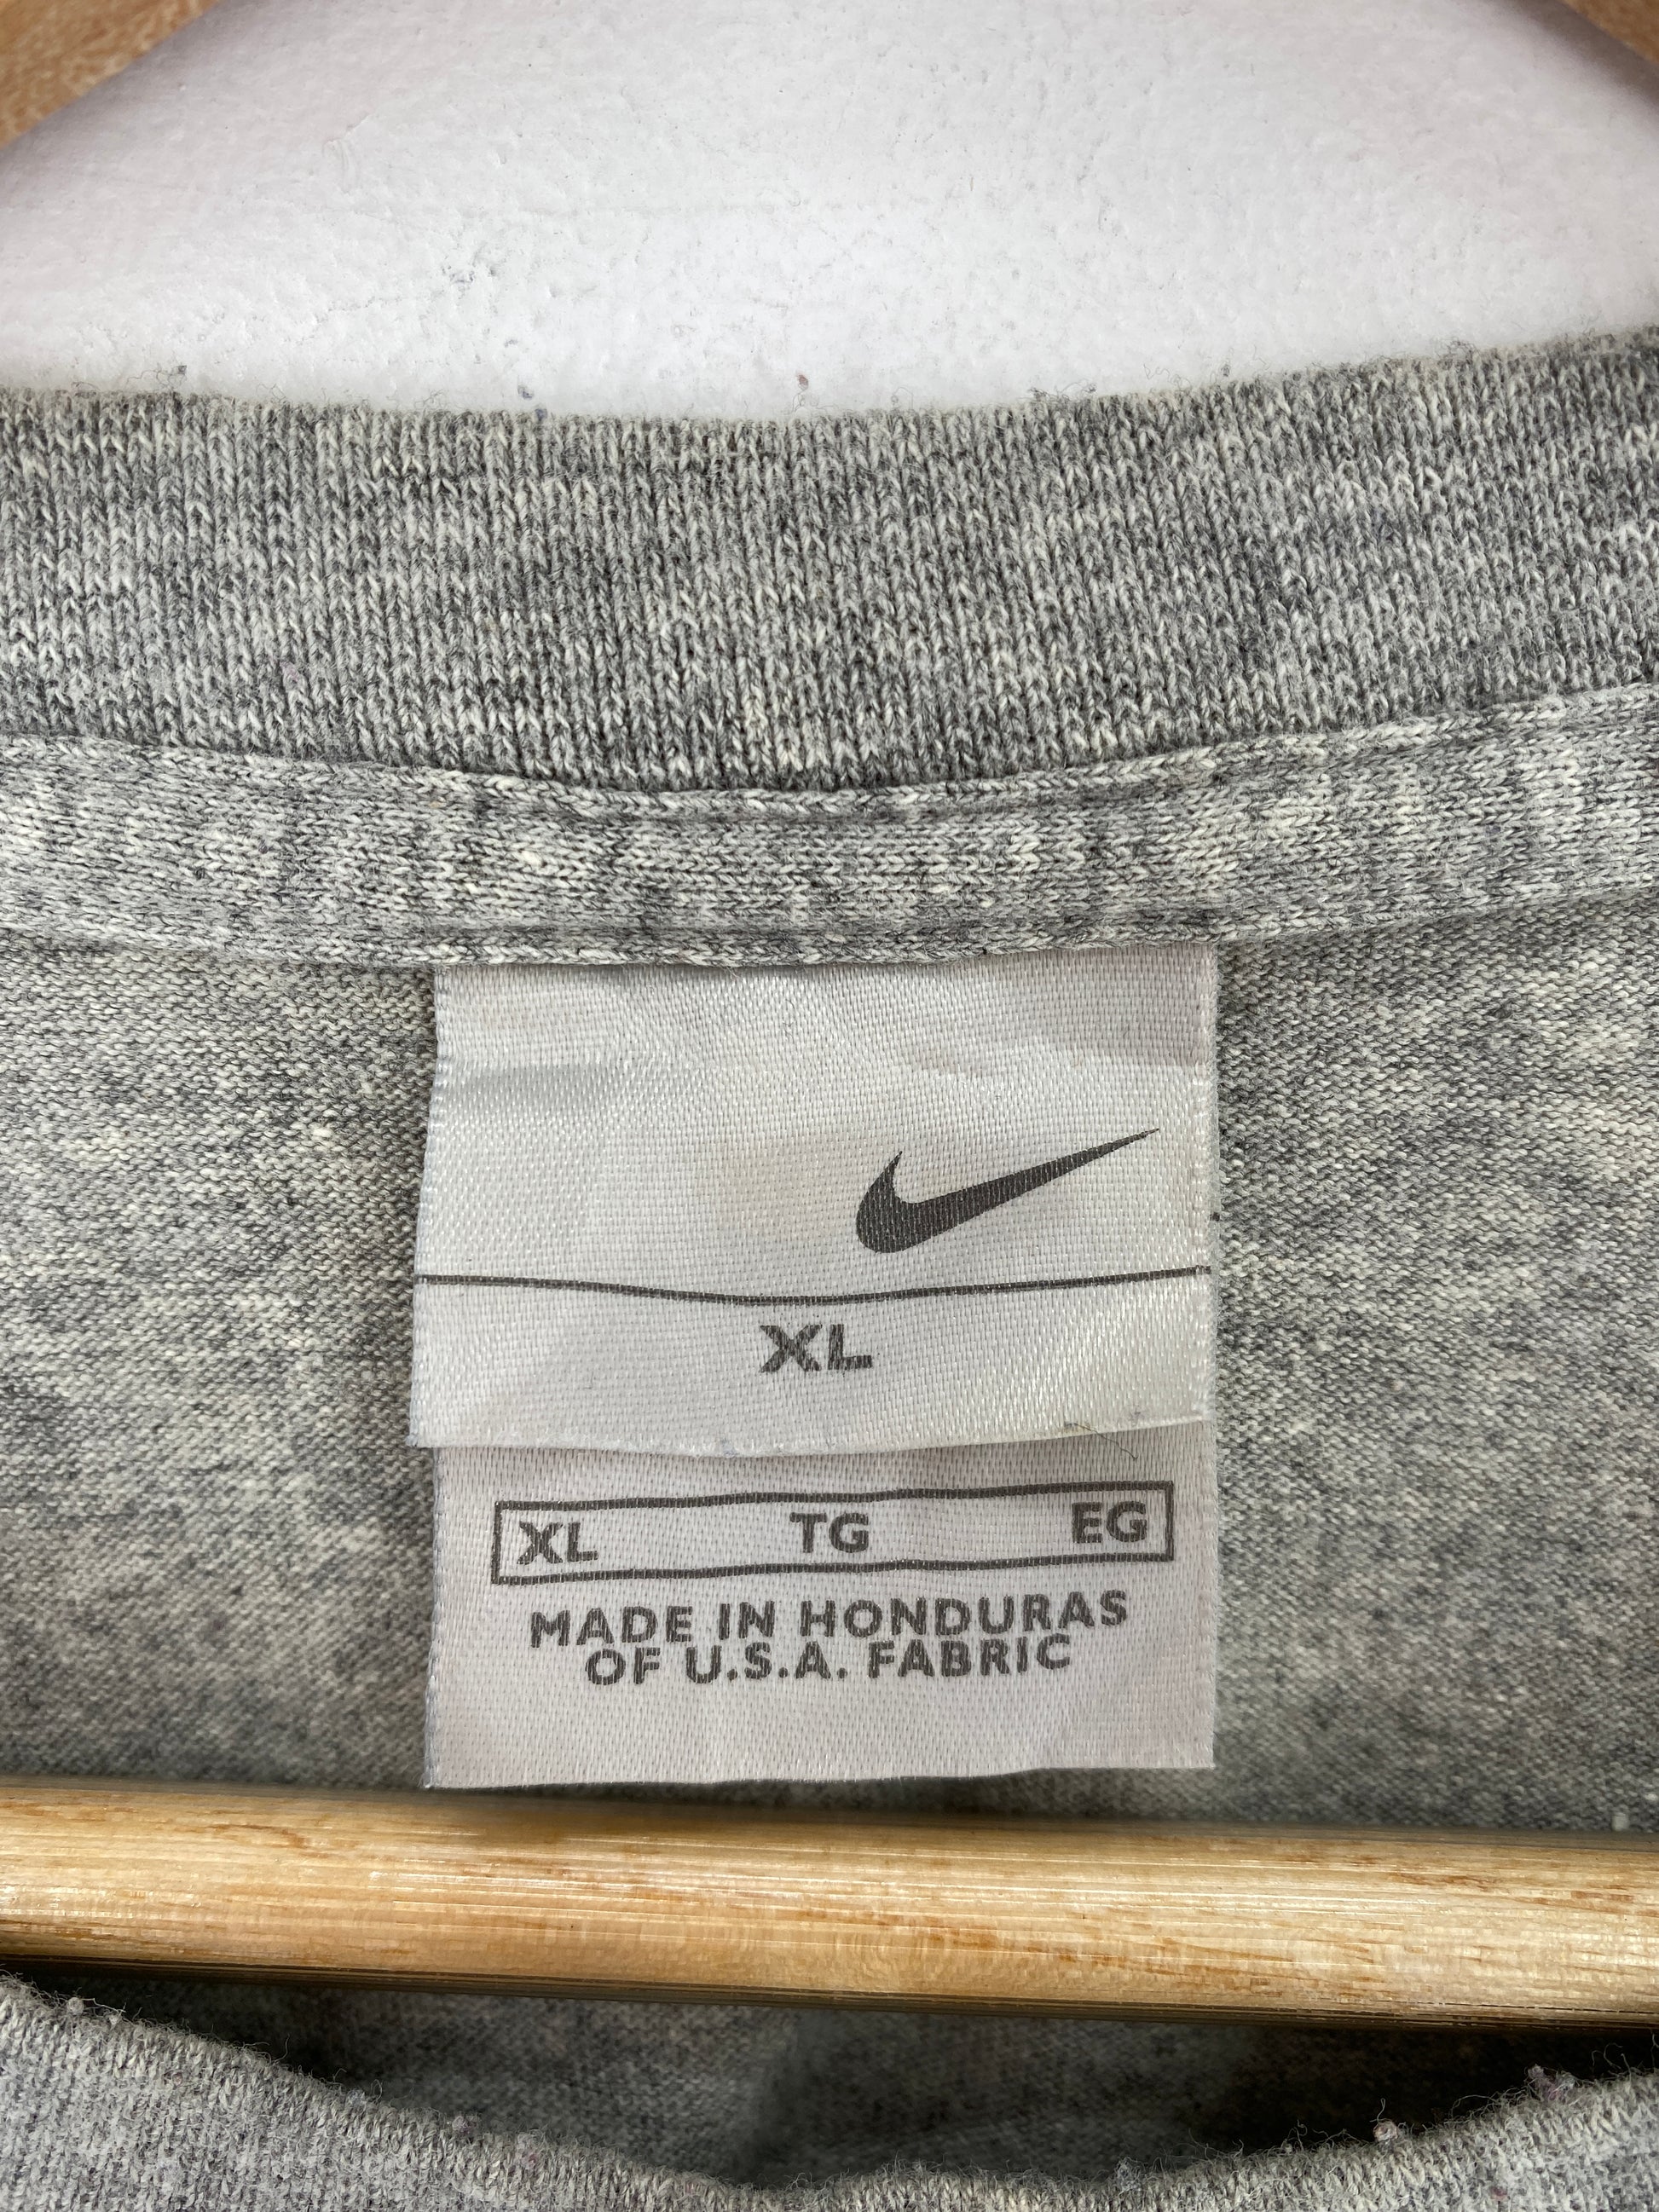 XL
XL TG EG
MADE IN HONDURAS
OF U.S.A. FABRIC